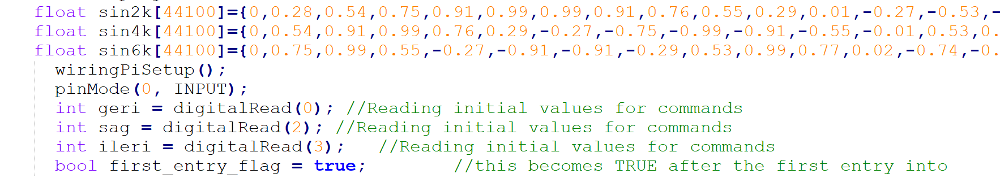 float sin2k[44100]={0,0.28,0.54,0.75,0.91,0.99,0.99,0.91,0.76,0.55,0.29,0.01,-0.27,-0.53,-
float sin4k[44100]={0,0.54,0.91,0.99,0.76,0.29,-0.27,-0.75,-0.99,-0.91,-0.55,-0.01,0.53,0.
float sin6k[44100]={0,0.75,0.99,0.55,-0.27,-0.91,-0.91,-0.29,0.53,0.99,0.77,0.02,-0.74,-0.
wiringPiSetup();
pinMode(0, INPUT);
int geri = digitalRead(0); //Reading initial values for commands
int sag = digitalRead(2); //Reading initial values for commands
int ileri = digitalRead(3);   //Reading initial values for commands
bool first_entry_flag = true;        //this becomes TRUE after the first entry into